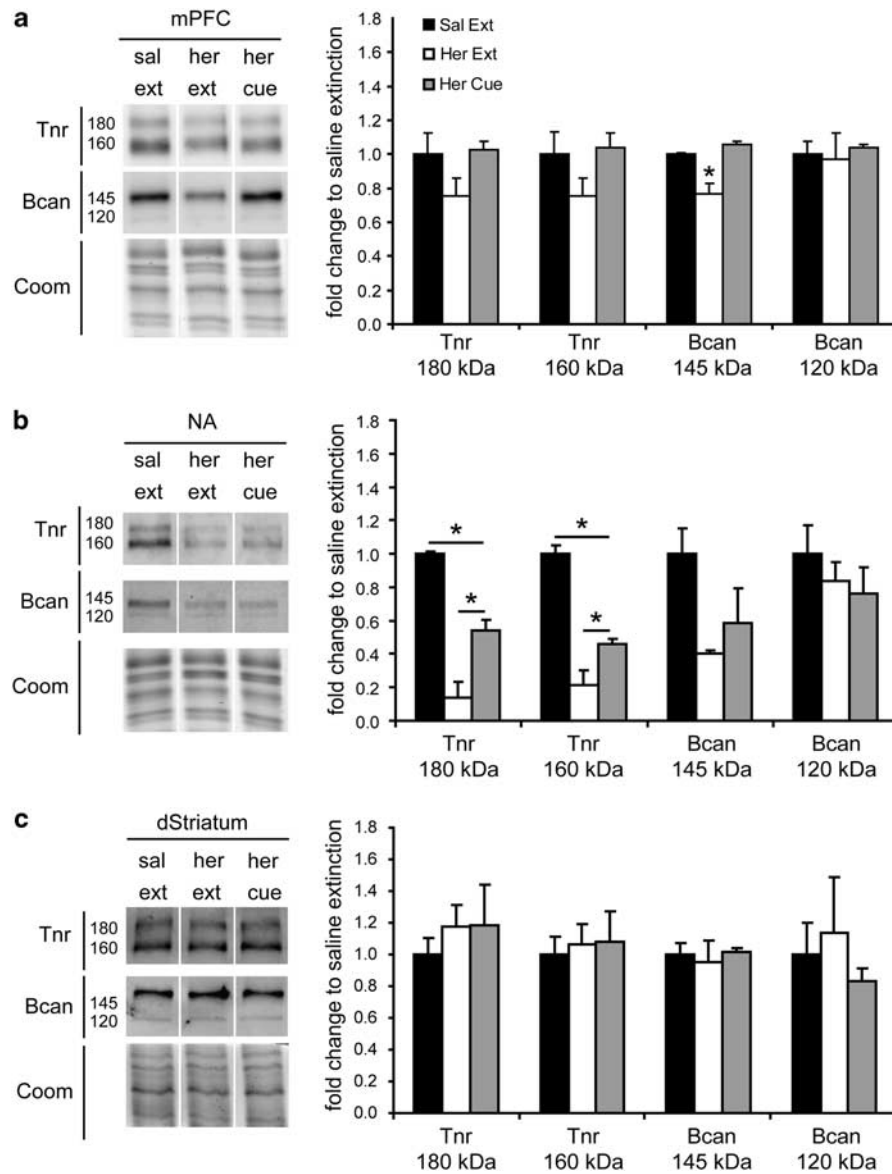 a
mPFC
sal her her
ext ext cue
Tnr 180
160
Bcan 145
120
Coom
fold change to saline extinction
1.8
1.6
1.4
1.2
1.0
0.8
0.6
0.4
0.2
0.0
Sal Ext
Her Ext
Her Cue
*
Tnr Tnr Bcan Bcan
180 kDa 160 kDa 145 kDa 120 kDa
b
NA
sal her her
ext ext cue
Tnr 180
160
Bcan 145
120
Coom
fold change to saline extinction
1.8
1.6
1.4
1.2
1.0
0.8
0.6
0.4
0.2
0.0
* *
* *
Tnr Tnr Bcan Bcan
180 kDa 160 kDa 145 kDa 120 kDa
c
dStriatum
sal her her
ext ext cue
Tnr 180
160
Bcan 145
120
Coom
fold change to saline extinction
1.8
1.6
1.4
1.2
1.0
0.8
0.6
0.4
0.2
0.0
Tnr Tnr Bcan Bcan
180 kDa 160 kDa 145 kDa 120 kDa